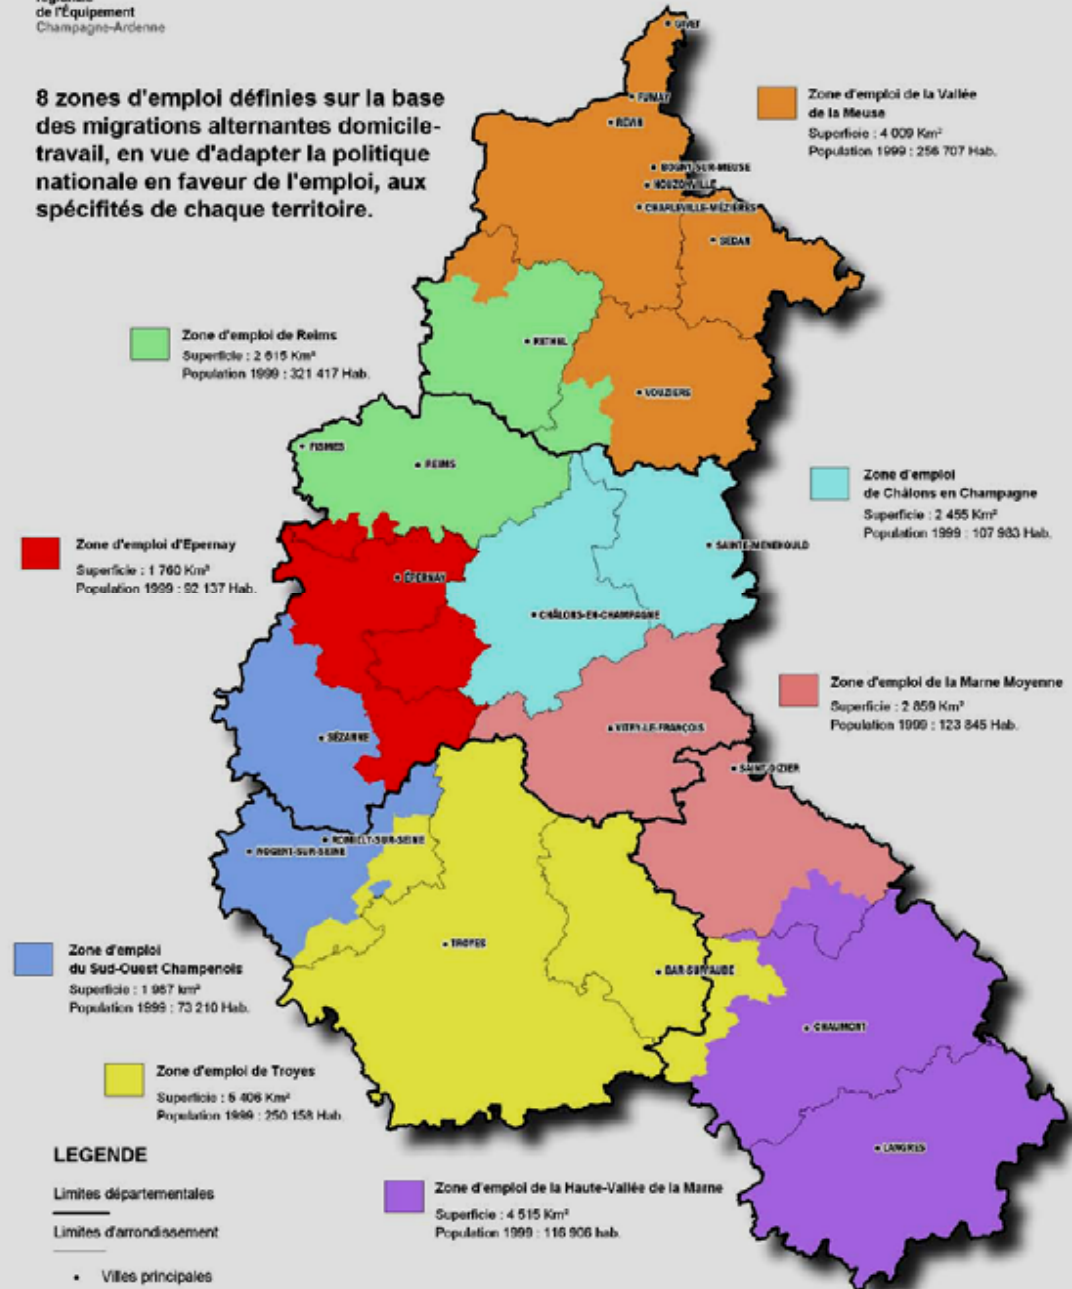 de l'Équipement
Champagne-Ardenne
8 zones d'emploi définies sur la base
des migrations alternantes domicile-
travail, en vue d'adapter la politique
nationale en faveur de l'emploi, aux
spécifités de chaque territoire.
GIVET
FUMAY
REVIN
BOGNY-SUR-MEUSE
NOUZONVILLE
CHARLEVILLE-MÉZIÈRES
SEDAN
Zone d'emploi de la Vallée
de la Meuse
Superficie : 4 009 Km²
Population 1999 : 256 707 Hab.
Zone d'emploi de Reims
Superficie : 2 615 Km²
Population 1999 : 321 417 Hab.
RETHEL
VOUZIERS
FISMES
REIMS
Zone d'emploi
de Châlons en Champagne
Superficie : 2 455 Km²
Population 1999 : 107 983 Hab.
Zone d'emploi d'Epernay
Superficie : 1 760 Km²
Population 1999 : 92 137 Hab.
SAINTE-MENEHOULD
ÉPERNAY
CHÂLONS-EN-CHAMPAGNE
Zone d'emploi de la Marne Moyenne
Superficie : 2 859 Km²
Population 1999 : 123 845 Hab.
SÉZANNE
VITRY-LE-FRANÇOIS
SAINT-DIZIER
ROMILLY-SUR-SEINE
NOGENT-SUR-SEINE
Zone d'emploi
du Sud-Ouest Champenois
Superficie : 1 967 km²
Population 1999 : 73 210 Hab.
TROYES
BAR-SUR-AUBE
CHAUMONT
Zone d'emploi de Troyes
Superficie : 5 406 Km²
Population 1999 : 250 158 Hab.
LANGRES
Zone d'emploi de la Haute-Vallée de la Marne
Superficie : 4 515 Km²
Population 1999 : 116 906 hab.
LEGENDE
Limites départementales
Limites d'arrondissement
Villes principales